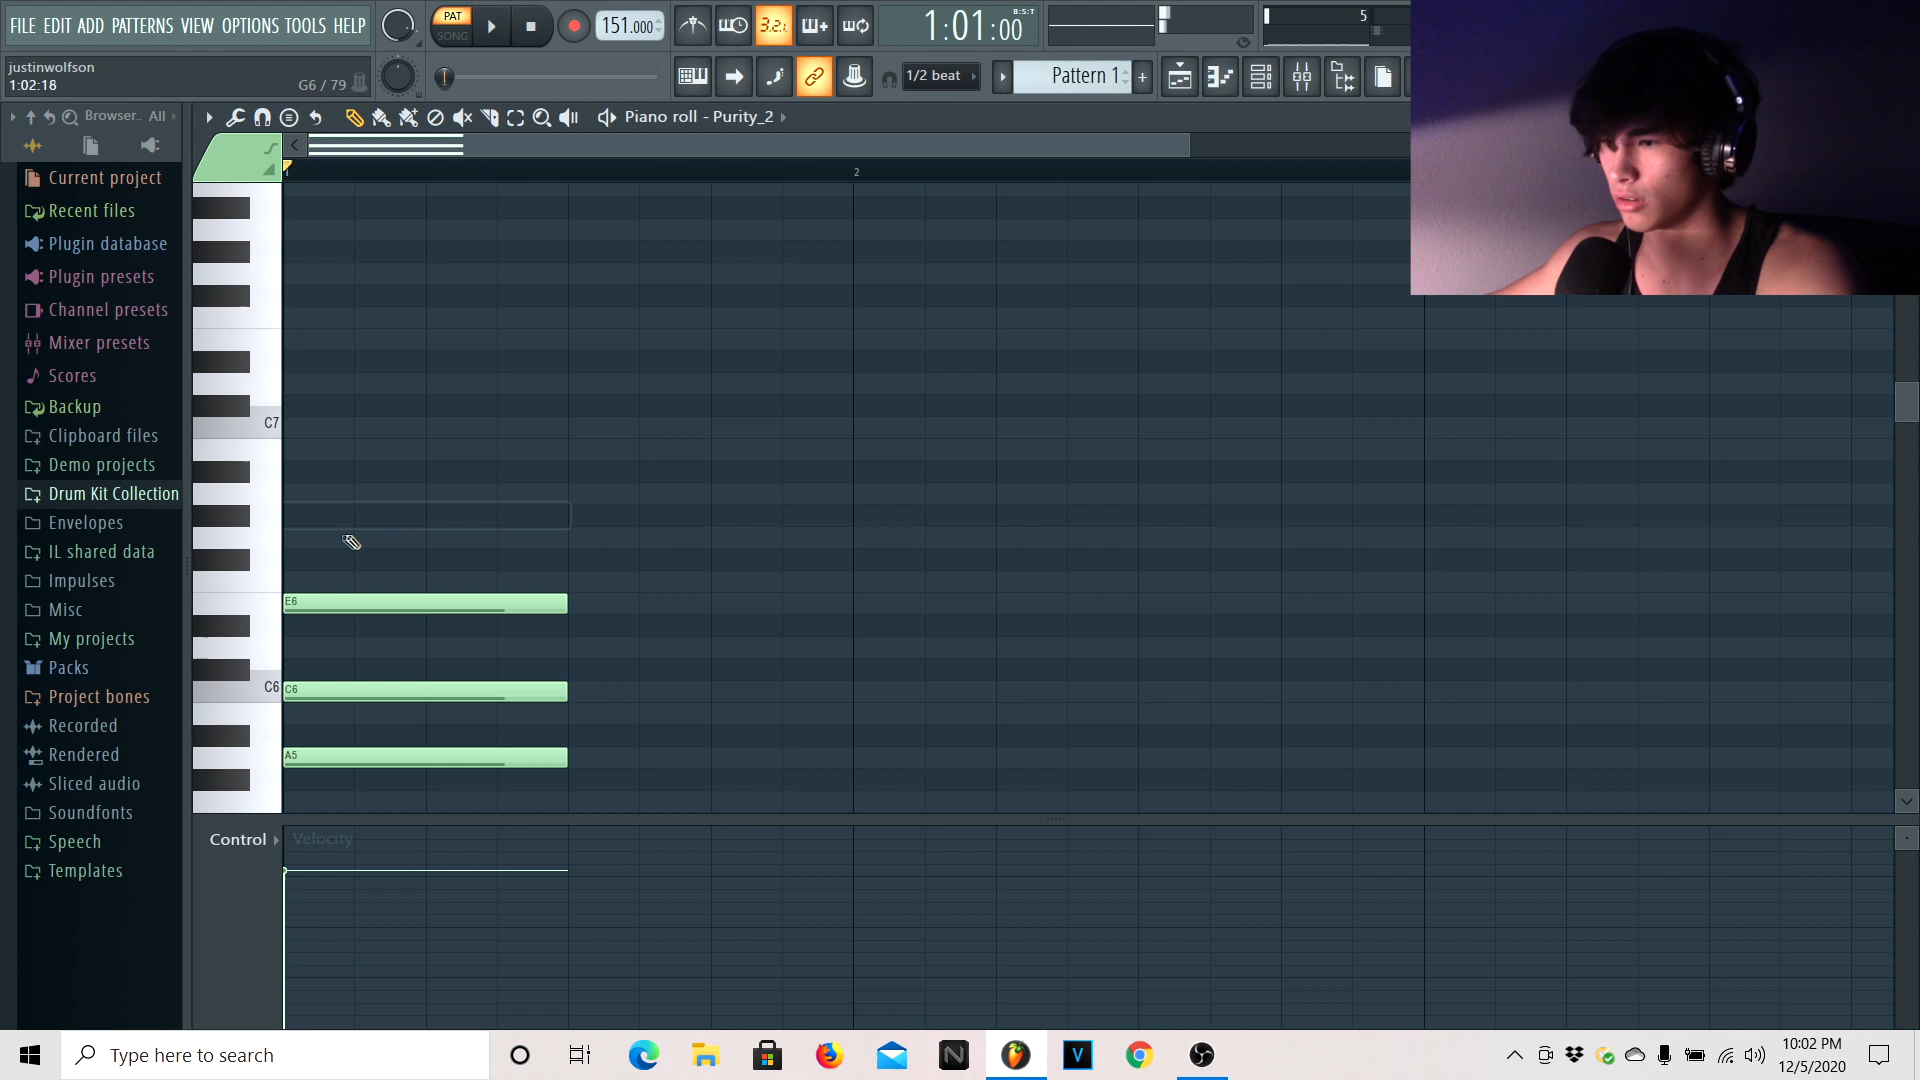 FILE EDIT ADD PATTERNS VIEW OPTIONS TOOLS HELP
PAT
SONG
151.000
3.2.
1:01:00
B:S:T
5
justinwolfson
1:02:18
G6 / 79
1/2 beat
Pattern 1
+
Browser.. All
Piano roll - Purity_2
Current project
Recent files
Plugin database
Plugin presets
Channel presets
Mixer presets
Scores
Backup
Clipboard files
Demo projects
Drum Kit Collection
Envelopes
IL shared data
Impulses
Misc
My projects
Packs
Project bones
Recorded
Rendered
Sliced audio
Soundfonts
Speech
Templates
2
C7
E6
C6
C6
A5
Control
Velocity
Type here to search
N
V
10:02 PM
12/5/2020